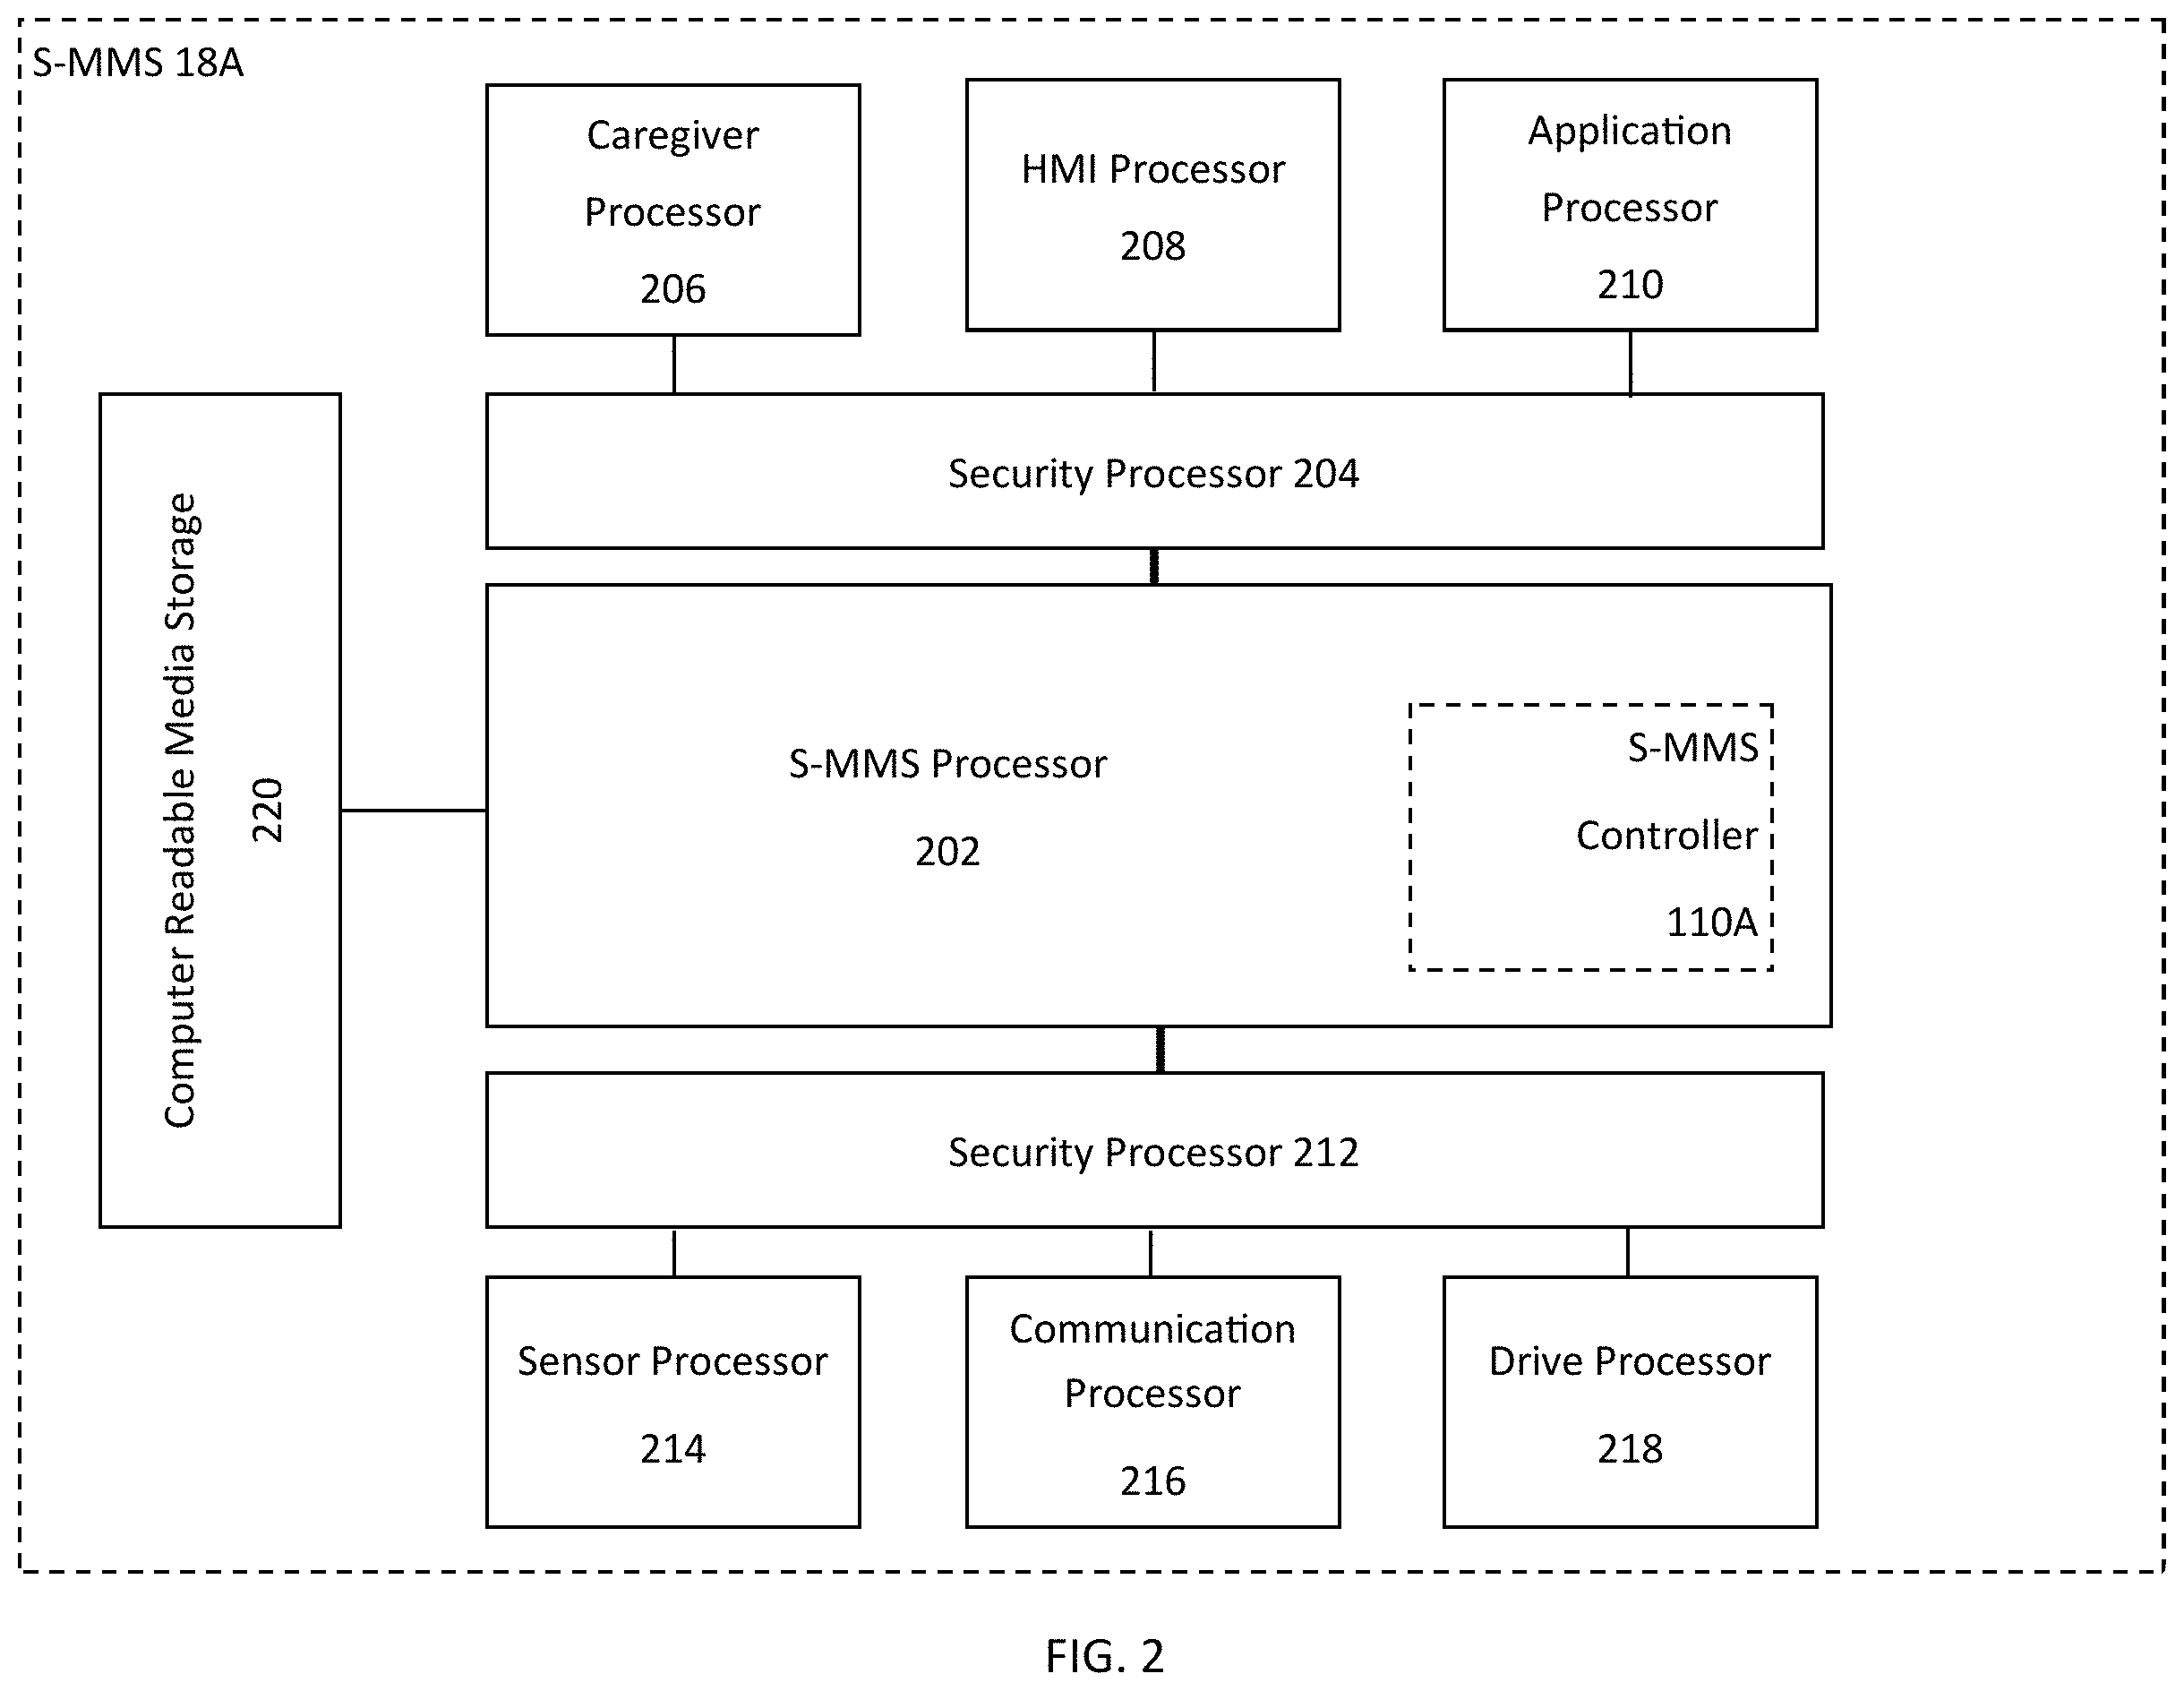 S-MMS 18A
Caregiver
Processor
206
HMI Processor
208
Application
Processor
210
Security Processor 204
Computer Readable Media Storage
220
S-MMS Processor
202
S-MMS
Controller
110A
Security Processor 212
Sensor Processor
214
Communication
Processor
216
Drive Processor
218
FIG. 2